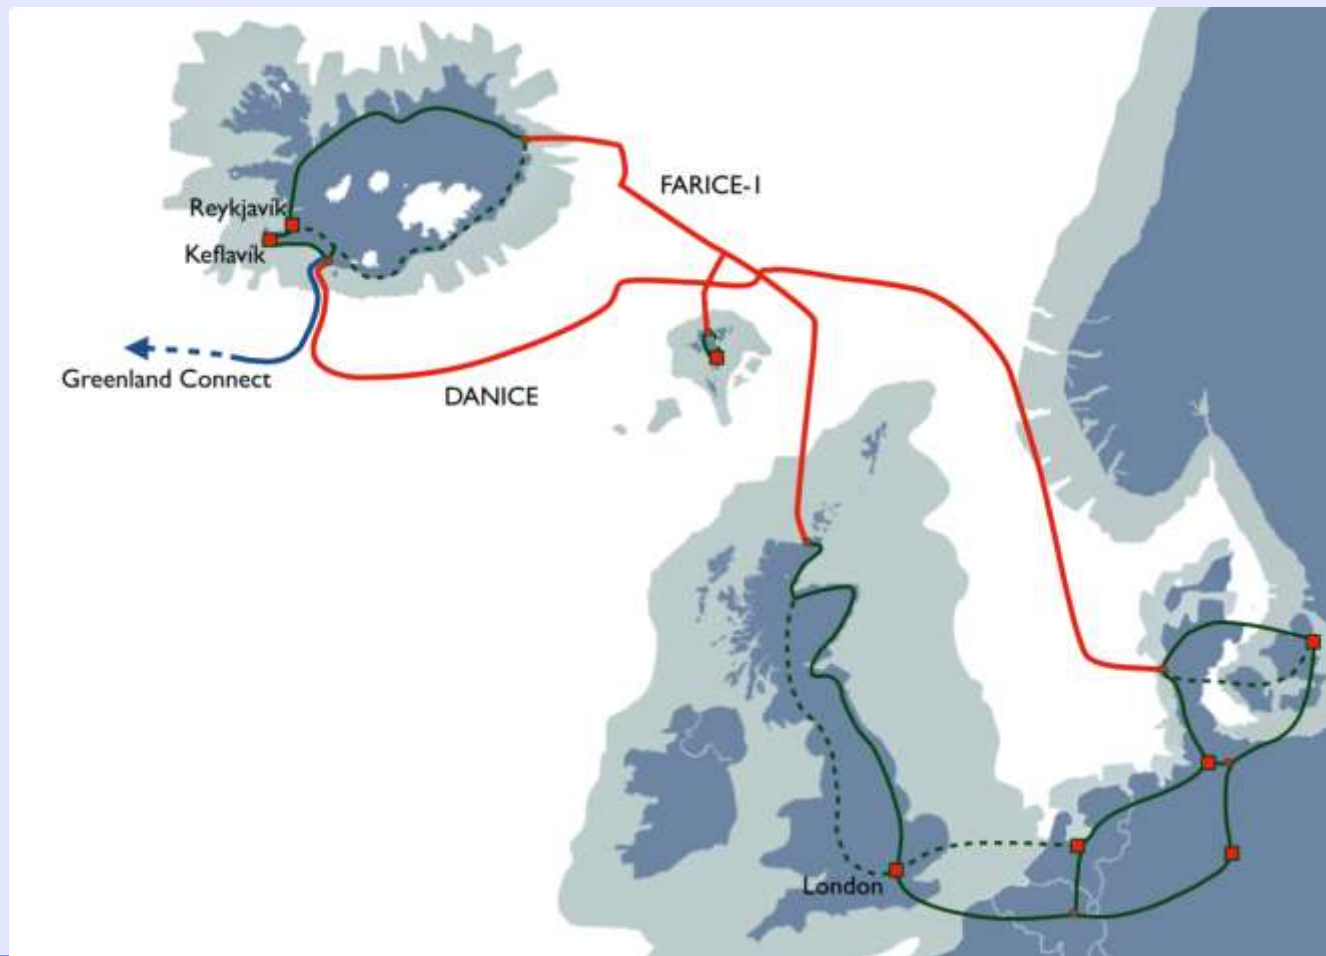 FARICE-1
Reykjavík
Keflavík
Greenland Connect
DANICE
London